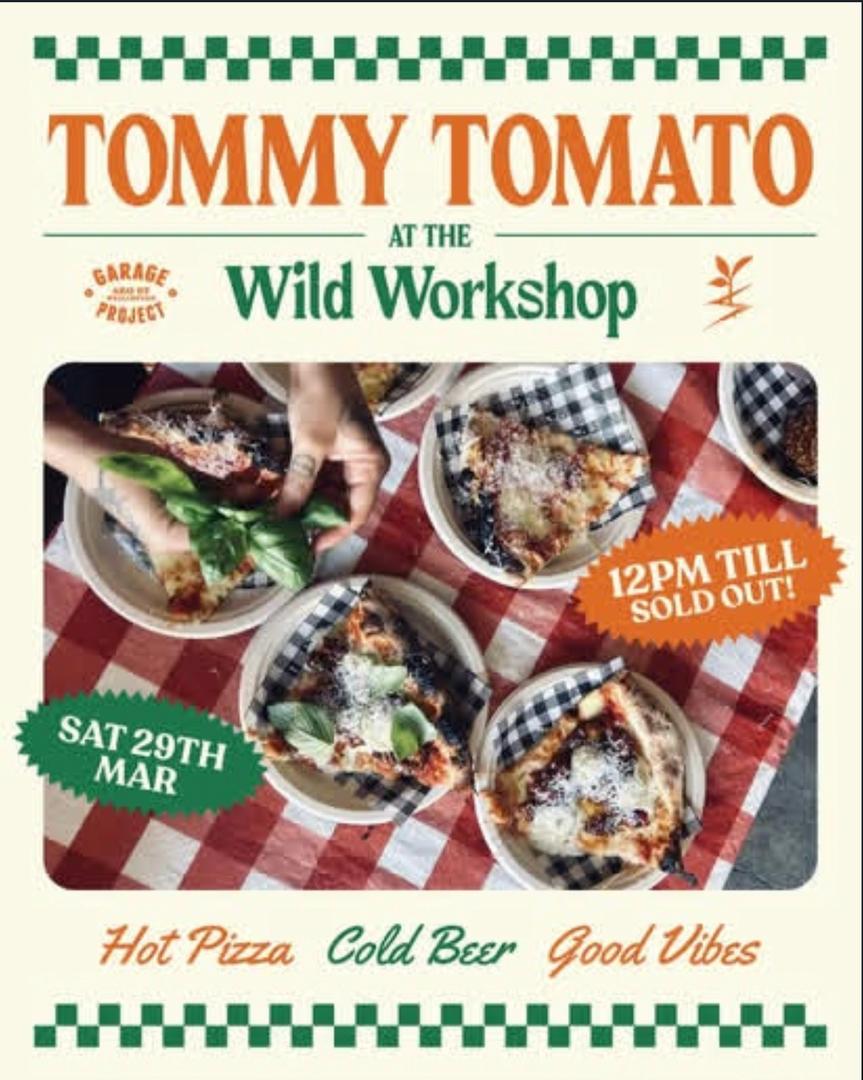 TOMMY TOMATO
AT THE
Wild Workshop
GARAGE
PROJECT
12PM TILL
SOLD OUT!
SAT 29TH
MAR
Hot Pizza Cold Beer Good Vibes